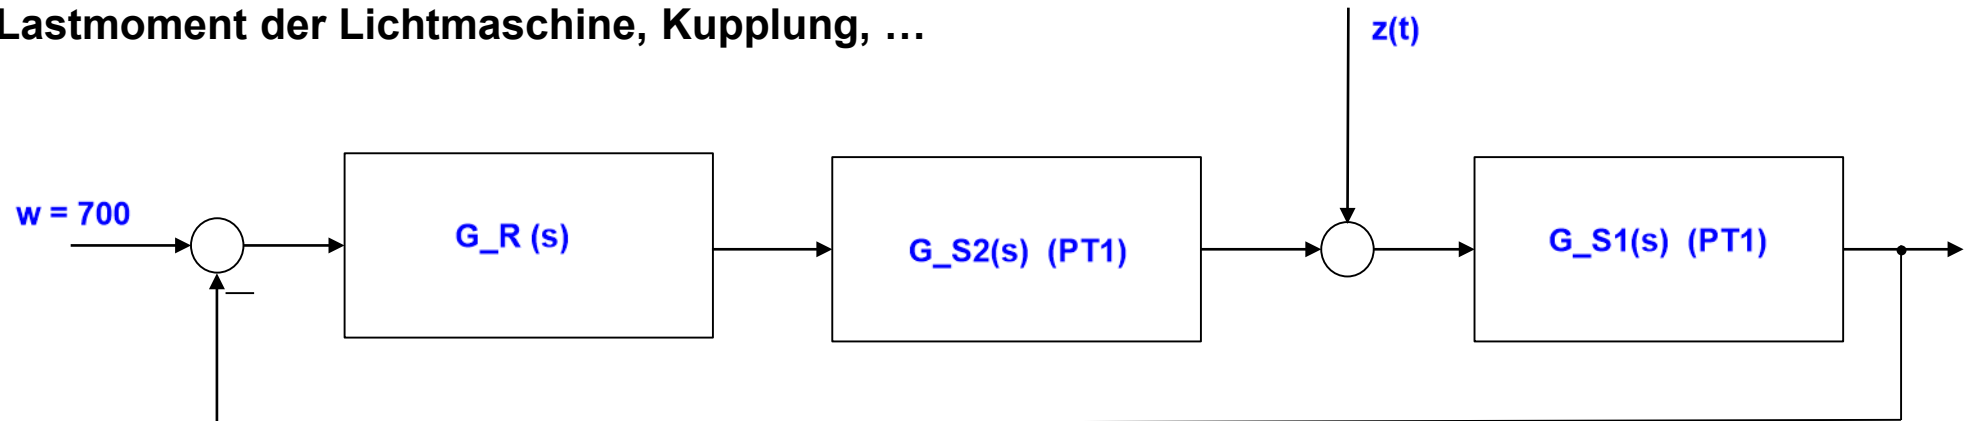 Lastmoment der Lichtmaschine, Kupplung, …
z(t)
w = 700
G_R (s)
G_S2(s) (PT1)
G_S1(s) (PT1)
—